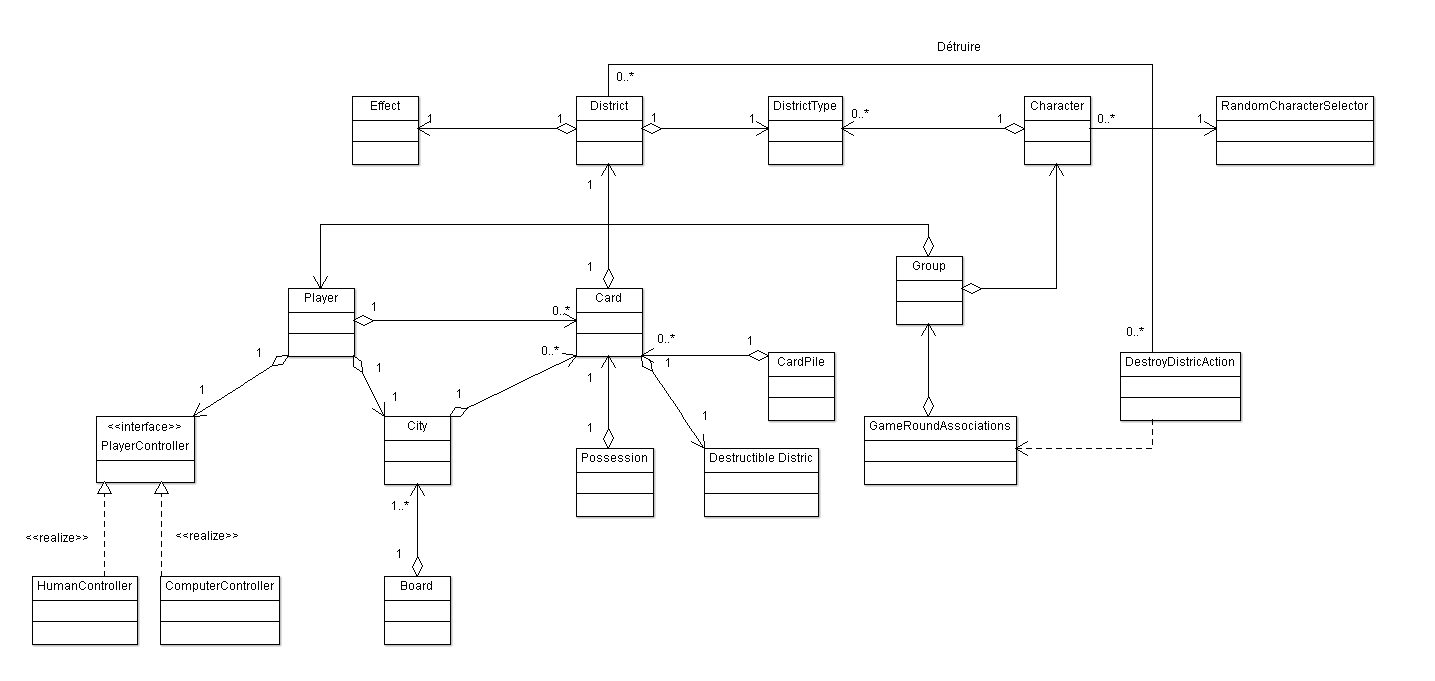 Détruire
0..*
Effect
District
DistrictType
Character
RandomCharacterSelector
1
1
1
1
0..*
1
0..*
1
1
1
Group
Player
Card
1
0..*
0..*
0..*
1
1
0..*
1
CardPile
DestroyDistricAction
1
1
1
1
1
1
1
<<interface>>
PlayerController
City
1
Possession
Destructible Distric
GameRoundAssociations
1..*
<<realize>>
<<realize>>
1
HumanController
ComputerController
Board